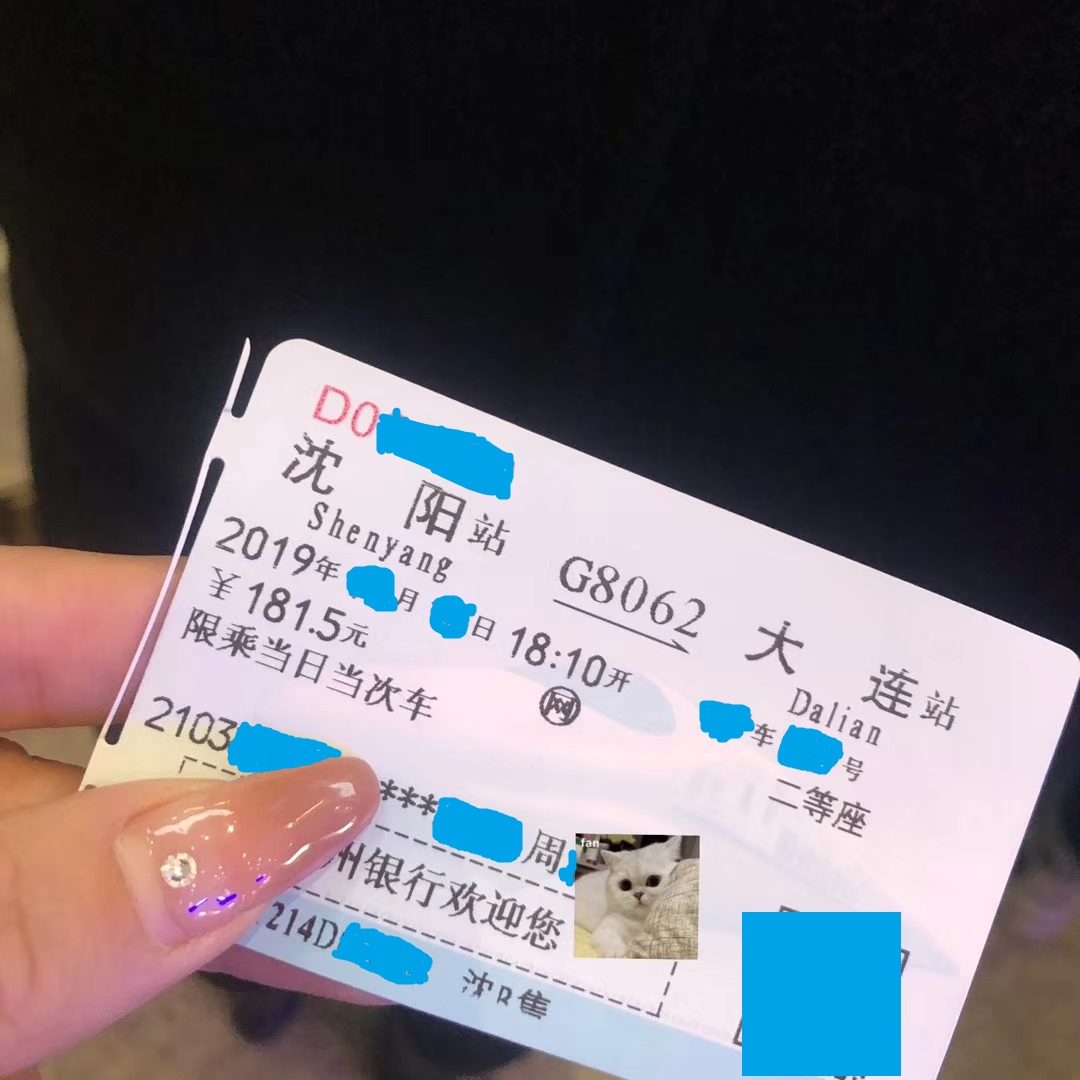 D0
沈 阳站 G8062 大 连站
Shenyang Dalian
2019年 月 日 18:10开 车 号
¥181.5元 网 二等座
限乘当日当次车
2103
*** 周
fan
州银行欢迎您
214D 沈 售